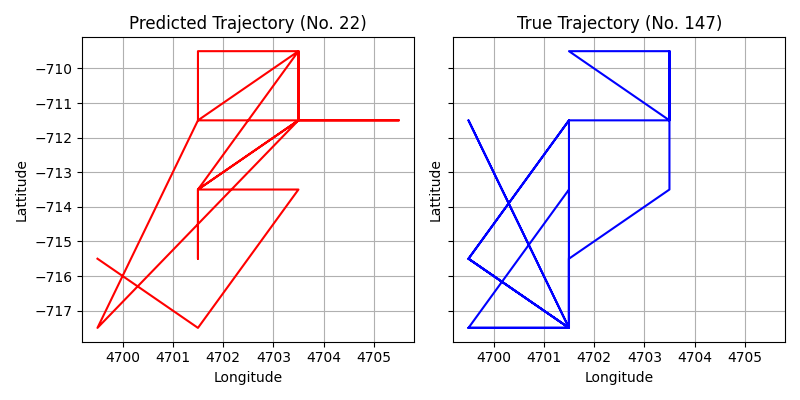 Predicted Trajectory (No. 22)
True Trajectory (No. 147)
Lattitude
−710
−711
−712
−713
−714
−715
−716
−717
4700 4701 4702 4703 4704 4705
Longitude
Lattitude
4700 4701 4702 4703 4704 4705
Longitude